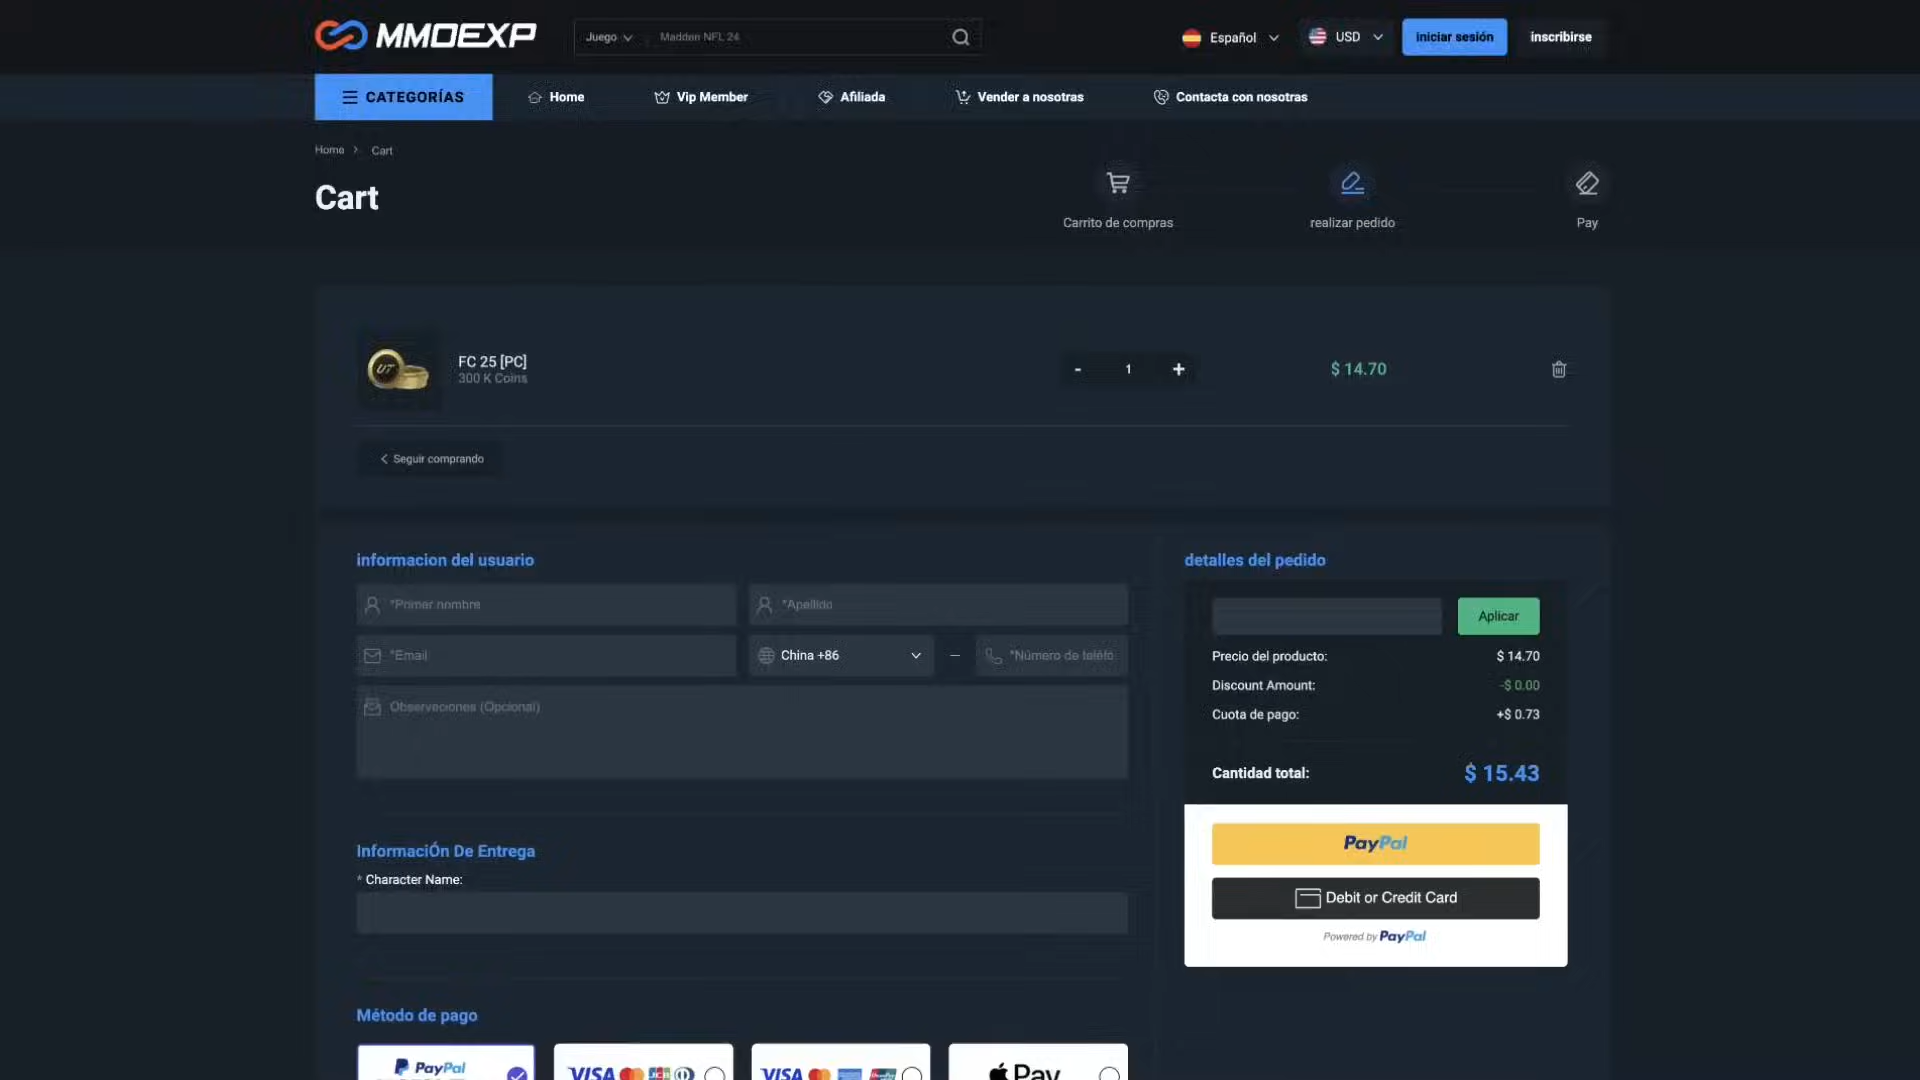 MMOEXP
Juego
Madden NFL 24
Español
USD
iniciar sesión
inscribirse
CATEGORÍAS
Home
Vip Member
Afiliada
Vender a nosotras
Contacta con nosotras
Home > Cart
Cart
Carrito de compras
realizar pedido
Pay
UT
FC 25 [PC]
300 K Coins
- 1 +
$ 14.70
< Seguir comprando
informacion del usuario
*Primer nombre
*Apellido
*Email
China +86
—
*Número de teléfo
Observaciones (Opcional)
InformaciÓn De Entrega
* Character Name:
Método de pago
PayPal
VISA
JCB
VISA
Pay
detalles del pedido
Aplicar
Precio del producto: $ 14.70
Discount Amount: -$ 0.00
Cuota de pago: +$ 0.73
Cantidad total: $ 15.43
PayPal
Debit or Credit Card
Powered by PayPal